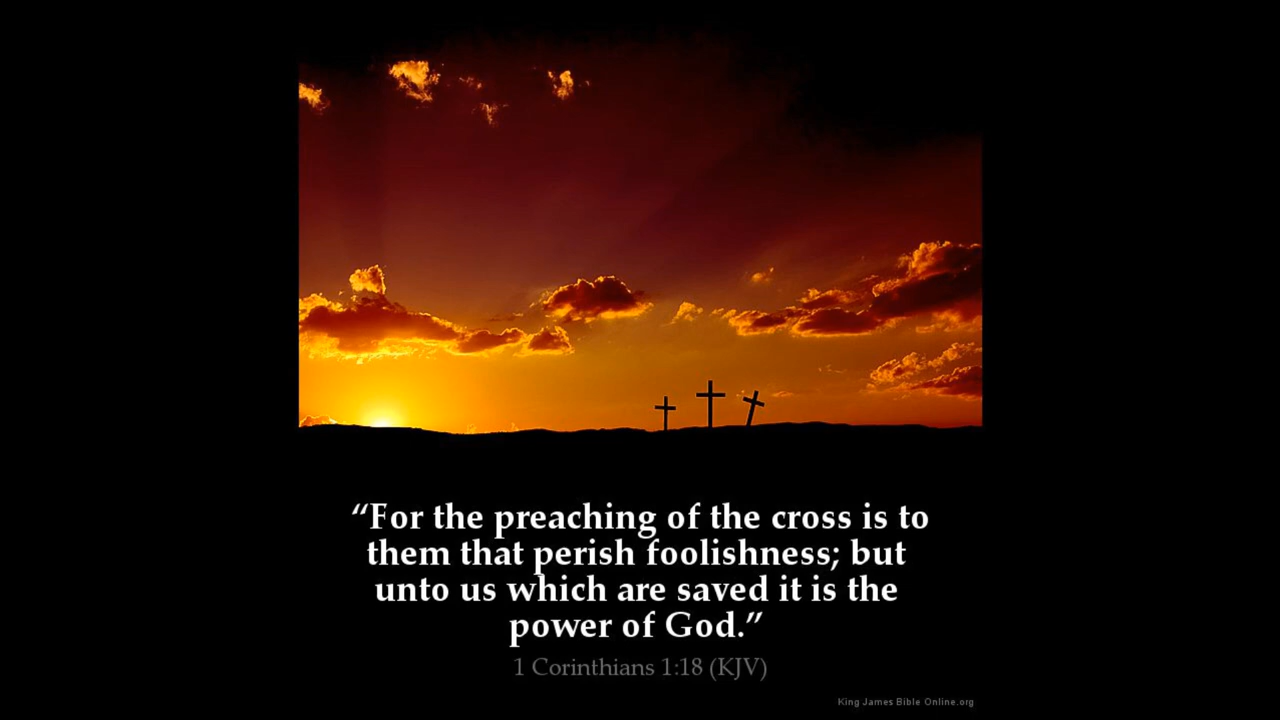 “For the preaching of the cross is to
them that perish foolishness; but
unto us which are saved it is the
power of God.”
1 Corinthians 1:18 (KJV)
King James Bible Online.org